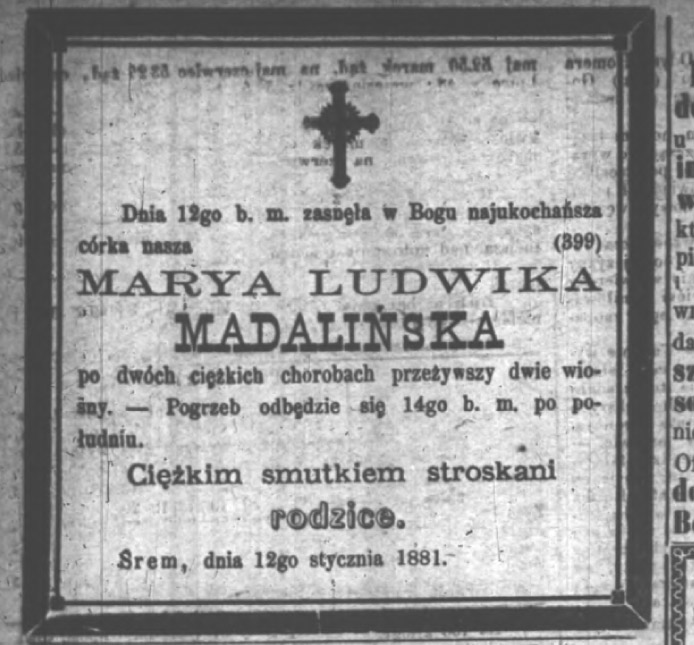 Dnia 12go b. m. zasnęła w Bogu najukochańsza
córka nasza (399)
MARYA LUDWIKA
MADALIŃSKA
po dwóch ciężkich chorobach przeżywszy dwie wio-
sny. — Pogrzeb odbędzie się 14go b. m. po po-
łudniu.
Ciężkim smutkiem stroskani
rodzice.
Srem, dnia 12go stycznia 1881.